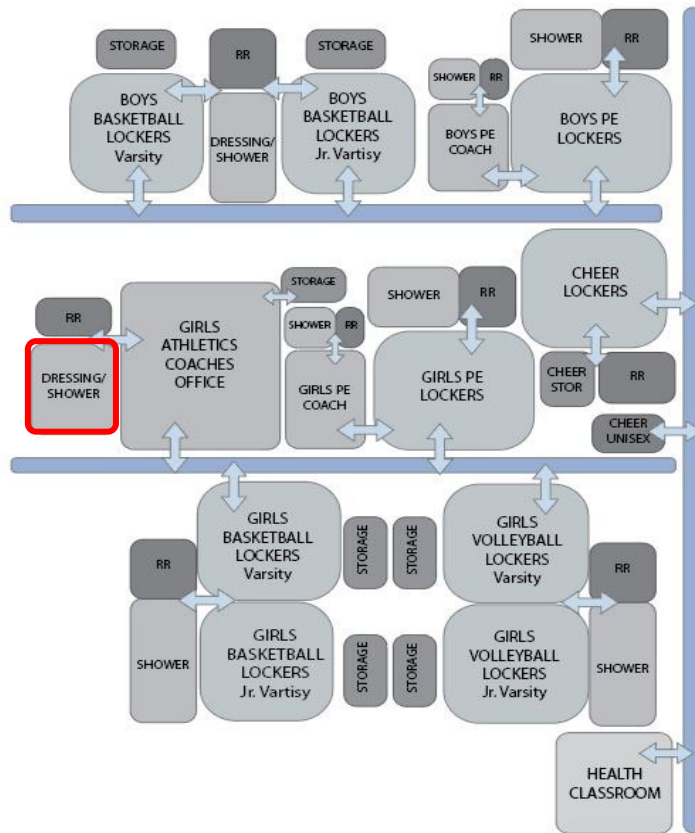 STORAGE
RR
STORAGE
SHOWER
RR
BOYS
BASKETBALL
LOCKERS
Varsity
DRESSING/
SHOWER
BOYS
BASKETBALL
LOCKERS
Jr. Vartisy
SHOWER
RR
BOYS PE
COACH
BOYS PE
LOCKERS
RR
DRESSING/
SHOWER
GIRLS
ATHLETICS
COACHES
OFFICE
STORAGE
SHOWER
RR
GIRLS PE
COACH
SHOWER
RR
GIRLS PE
LOCKERS
CHEER
LOCKERS
CHEER
STOR
RR
CHEER
UNISEX
RR
SHOWER
GIRLS
BASKETBALL
LOCKERS
Varsity
STORAGE
STORAGE
GIRLS
VOLLEYBALL
LOCKERS
Varsity
RR
GIRLS
BASKETBALL
LOCKERS
Jr. Vartisy
STORAGE
STORAGE
GIRLS
VOLLEYBALL
LOCKERS
Jr. Varsity
SHOWER
HEALTH
CLASSROOM